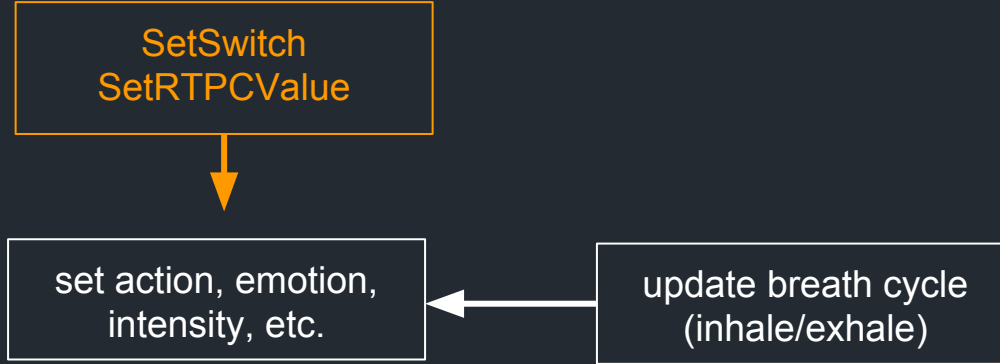 SetSwitch
SetRTPCValue
set action, emotion,
intensity, etc.
update breath cycle
(inhale/exhale)